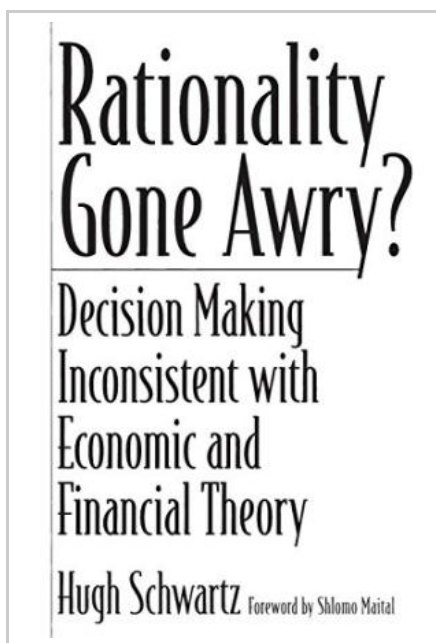 Rationality
Gone Awry?
Decision Making
Inconsistent with
Economic and
Financial Theory
Hugh Schwartz Foreword by Shlomo Maital